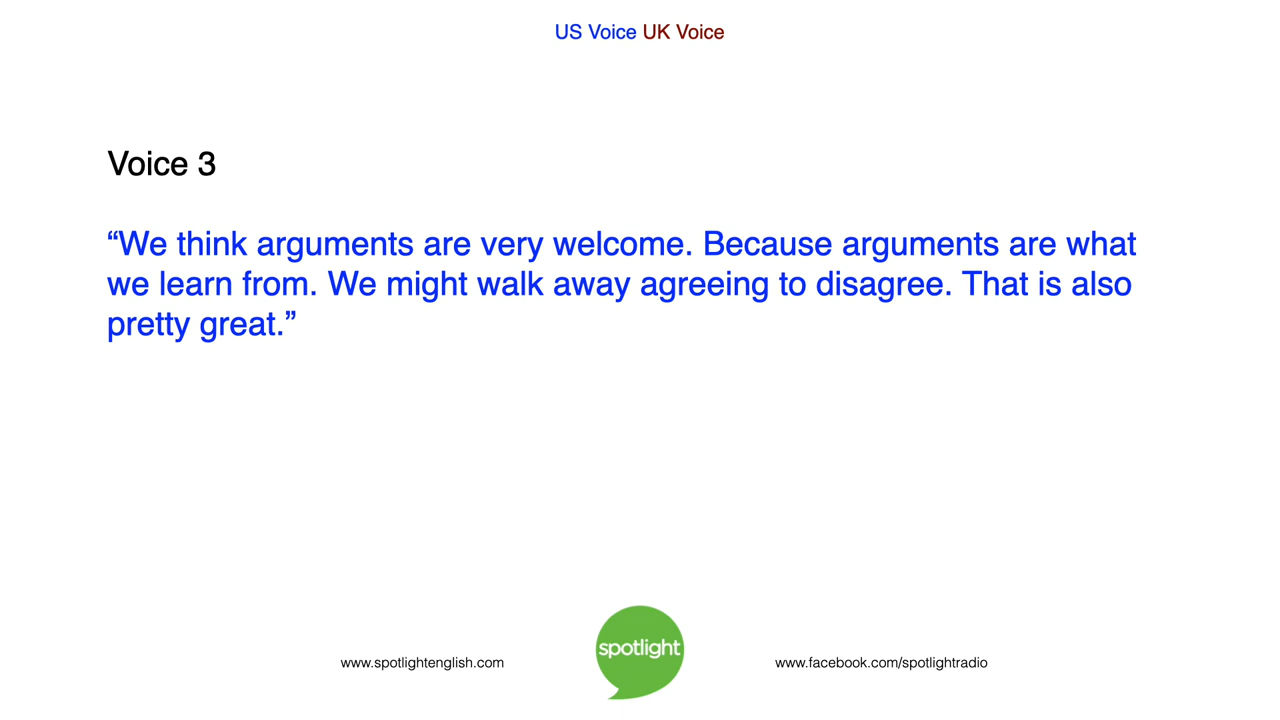 US Voice UK Voice
Voice 3
“We think arguments are very welcome. Because arguments are what
we learn from. We might walk away agreeing to disagree. That is also
pretty great.”
spotlight
www.spotlightenglish.com
www.facebook.com/spotlightradio